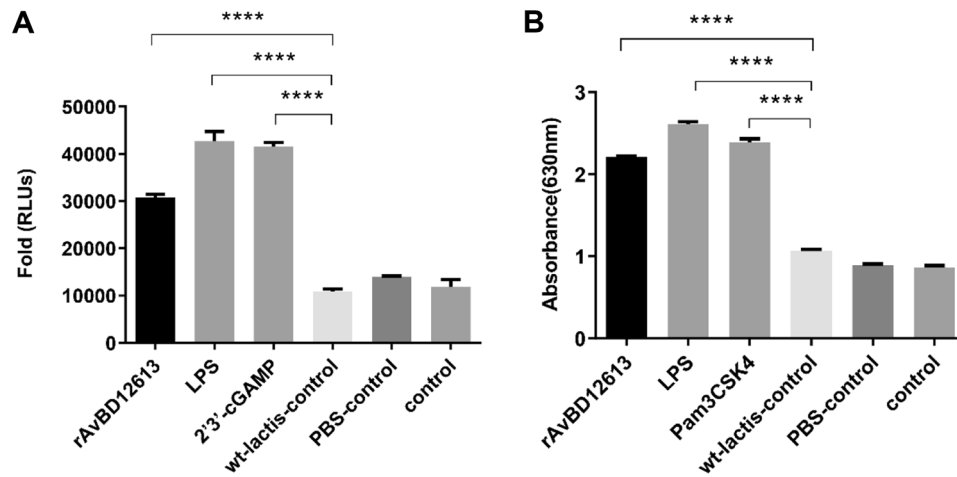 A
****
****
****
50000
40000
30000
20000
10000
0
Fold (RLUs)
rAvBD12613
LPS
2’3’-cGAMP
wt-lactis-control
PBS-control
control
B
****
****
****
3
2
1
0
Absorbance(630nm)
rAvBD12613
LPS
Pam3CSK4
wt-lactis-control
PBS-control
control